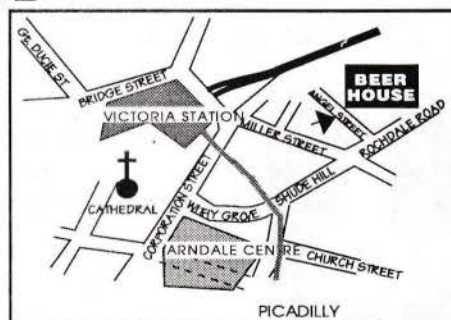 GT. DUCIE ST.
BRIDGE STREET
VICTORIA STATION
BEER
HOUSE
ANGEL STREET
MILLER STREET
ROCHDALE ROAD
SHUDE HILL
CATHEDRAL
CORPORATION STREET
WITHY GROVE
ARNDALE CENTRE
CHURCH STREET
PICADILLY